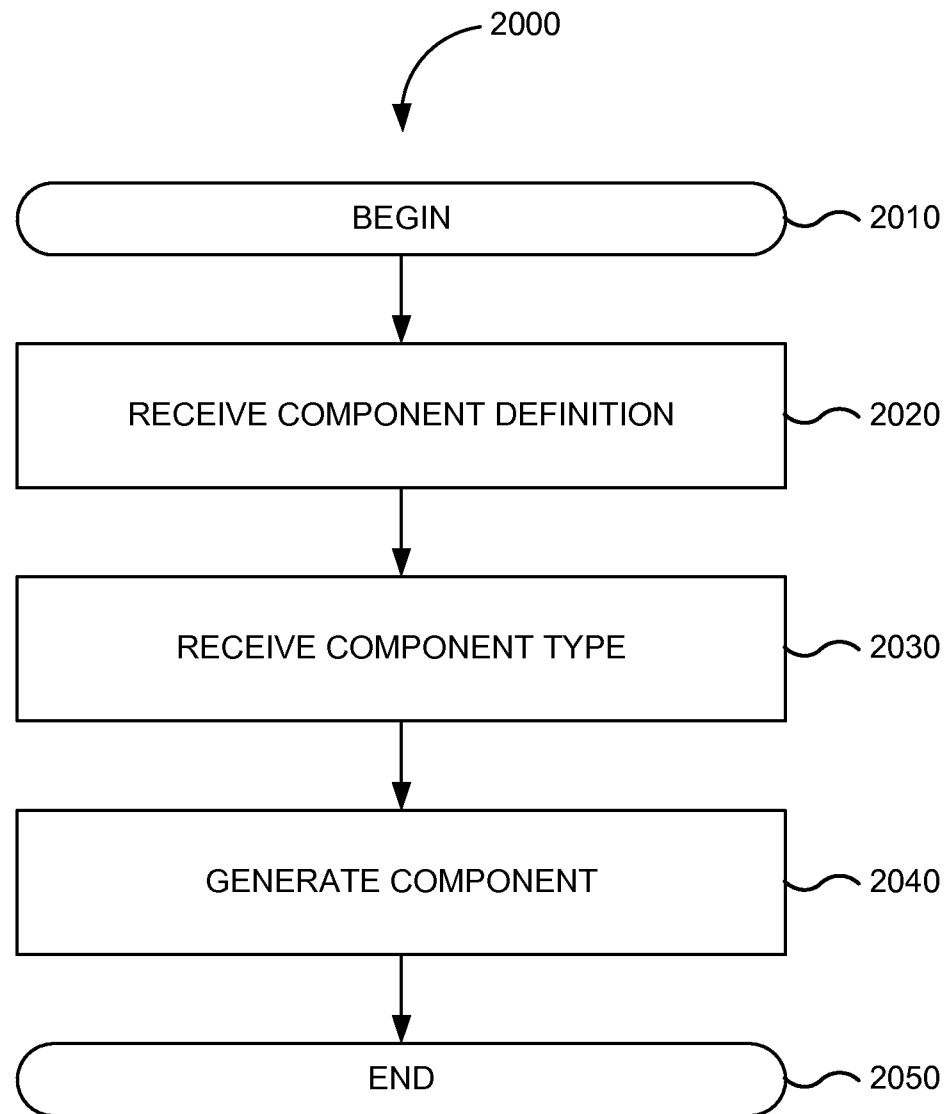 2000
BEGIN
2010
RECEIVE COMPONENT DEFINITION
2020
RECEIVE COMPONENT TYPE
2030
GENERATE COMPONENT
2040
END
2050